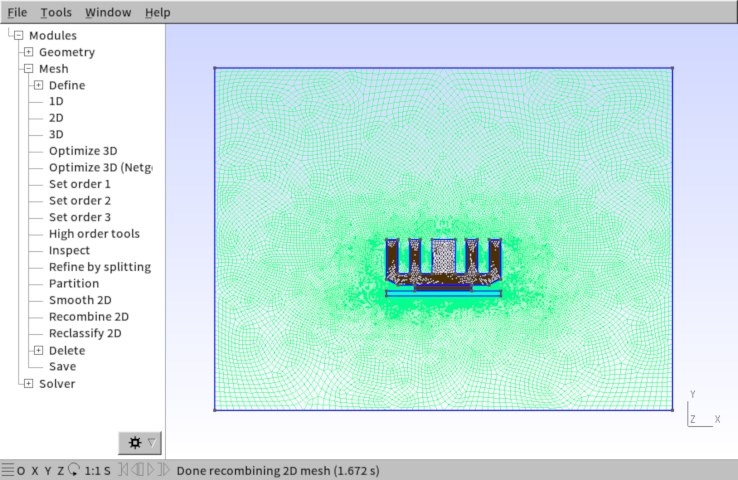 File Tools Window Help
Modules
Geometry
Mesh
Define
1D
2D
3D
Optimize 3D
Optimize 3D (Netg
Set order 1
Set order 2
Set order 3
High order tools
Inspect
Refine by splitting
Partition
Smooth 2D
Recombine 2D
Reclassify 2D
Delete
Save
Solver
Y
Z X
O X Y Z 1:1 S Done recombining 2D mesh (1.672 s)